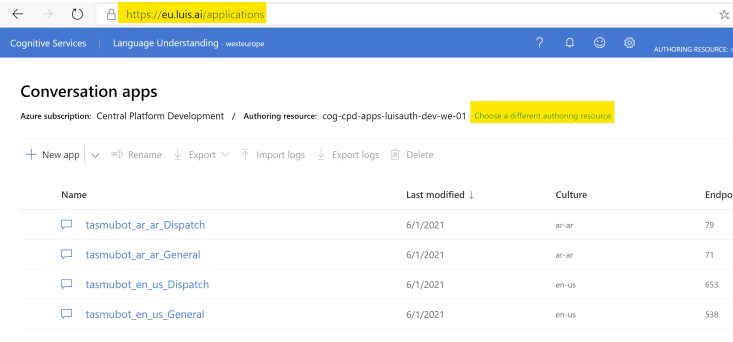 https://eu.luis.ai/applications
Cognitive Services | Language Understanding - westeurope ? AUTHORING RESOURCE:
Conversation apps
Azure subscription: Central Platform Development / Authoring resource: cog-cpd-apps-luisauth-dev-we-01 Choose a different authoring resource
+ New app Rename Export Import logs Export logs Delete
Name Last modified ↓ Culture Endpo
tasmubot_ar_ar_Dispatch 6/1/2021 ar-ar 79
tasmubot_ar_ar_General 6/1/2021 ar-ar 71
tasmubot_en_us_Dispatch 6/1/2021 en-us 653
tasmubot_en_us_General 6/1/2021 en-us 538